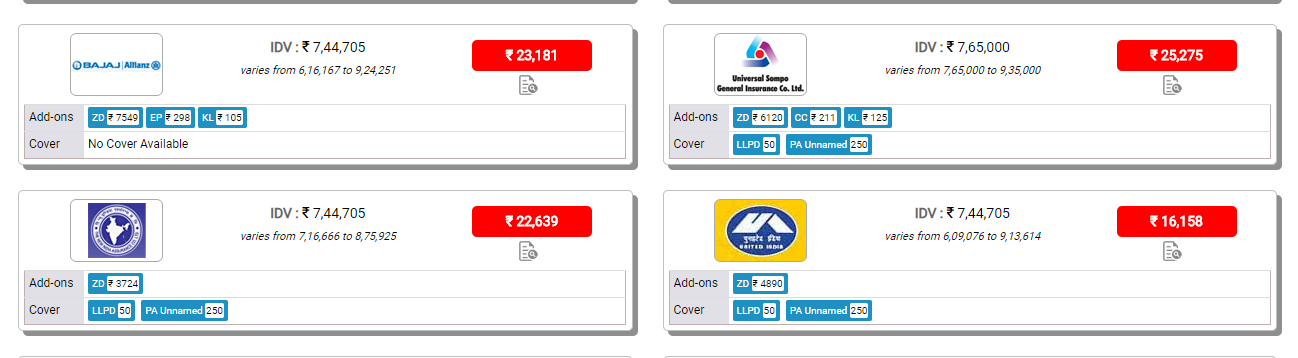 BAJAJ | Allianz
IDV : ₹ 7,44,705
varies from 6,16,167 to 9,24,251
₹ 23,181
Add-ons ZD ₹ 7549 EP ₹ 298 KL ₹ 105
Cover No Cover Available
Universal Sompo
General Insurance Co. Ltd.
IDV : ₹ 7,65,000
varies from 7,65,000 to 9,35,000
₹ 25,275
Add-ons ZD ₹ 6120 CC ₹ 211 KL ₹ 125
Cover LLPD 50 PA Unnamed 250
IDV : ₹ 7,44,705
varies from 7,16,666 to 8,75,925
₹ 22,639
Add-ons ZD ₹ 3724
Cover LLPD 50 PA Unnamed 250
युनाइटेड इंडिया
UNITED INDIA
IDV : ₹ 7,44,705
varies from 6,09,076 to 9,13,614
₹ 16,158
Add-ons ZD ₹ 4890
Cover LLPD 50 PA Unnamed 250